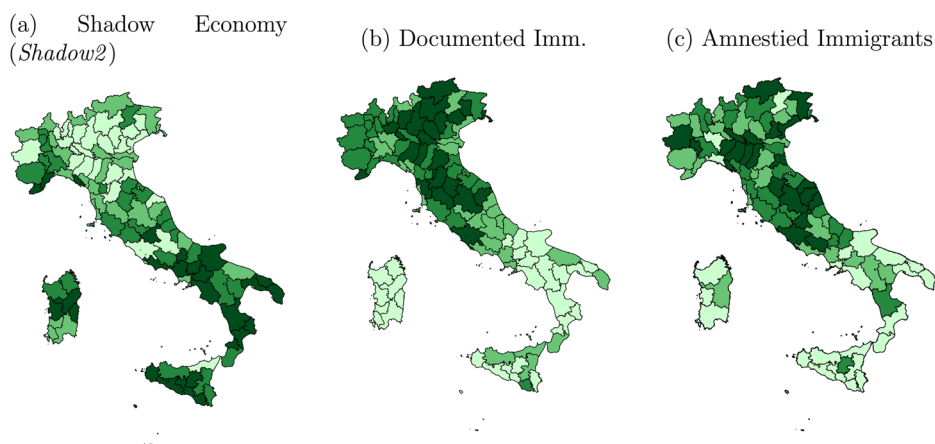 (a) Shadow Economy
(Shadow2)
(b) Documented Imm.
(c) Amnestied Immigrants